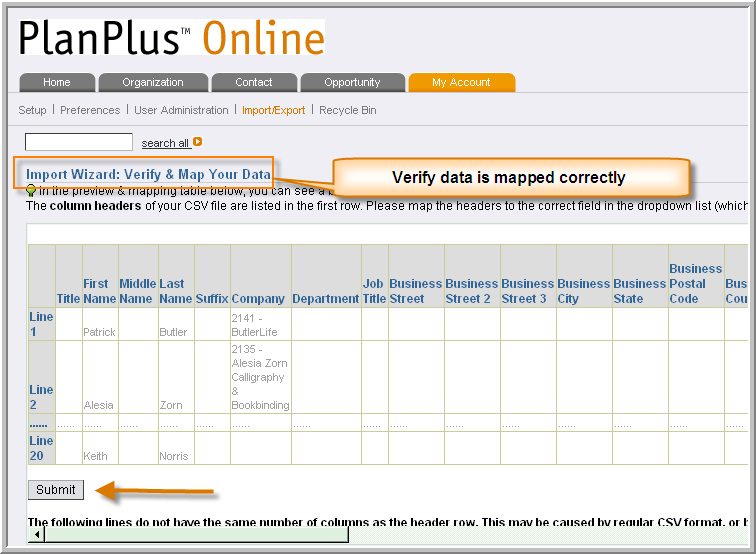 PlanPlus™ Online
Home Organization Contact Opportunity My Account
Setup | Preferences | User Administration | Import/Export | Recycle Bin
search all
Import Wizard: Verify & Map Your Data
Verify data is mapped correctly
In the preview & mapping table below, you can see a
The column headers of your CSV file are listed in the first row. Please map the headers to the correct field in the dropdown list (which
Title First Name Middle Name Last Name Suffix Company Department Job Title Business Street Business Street 2 Business Street 3 Business City Business State Business Postal Code Bus Cou
Line 1 Patrick Butler 2141 - ButlerLife
Line 2 Alesia Zorn 2135 - Alesia Zorn Calligraphy & Bookbinding
...... ...... ...... ...... ...... ...... ...... ...... ...... ...... ...... ...... ...... ...... ......
Line 20 Keith Norris
Submit
The following lines do not have the same number of columns as the header row. This may be caused by regular CSV format, or